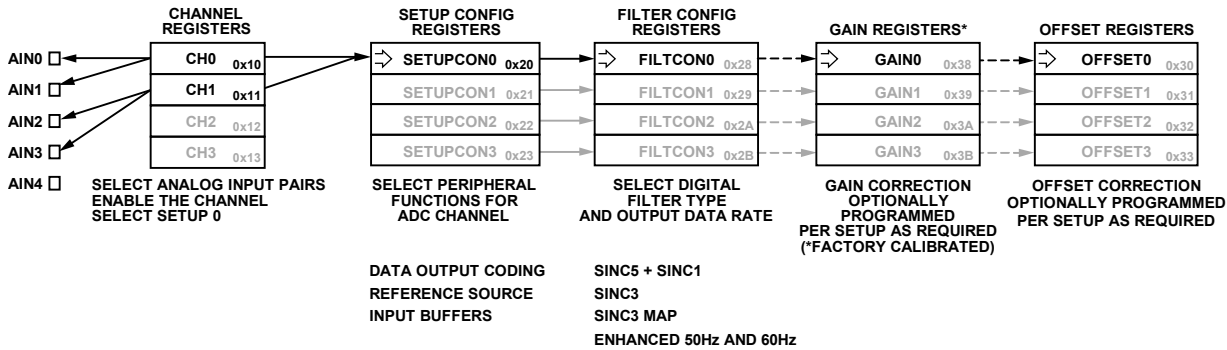 CHANNEL
REGISTERS
SETUP CONFIG
REGISTERS
FILTER CONFIG
REGISTERS
GAIN REGISTERS*
OFFSET REGISTERS
AIN0
AIN1
AIN2
AIN3
AIN4
CH0 0x10
CH1 0x11
CH2 0x12
CH3 0x13
SELECT ANALOG INPUT PAIRS
ENABLE THE CHANNEL
SELECT SETUP 0
SETUPCON0 0x20
SETUPCON1 0x21
SETUPCON2 0x22
SETUPCON3 0x23
SELECT PERIPHERAL
FUNCTIONS FOR
ADC CHANNEL
FILTCON0 0x28
FILTCON1 0x29
FILTCON2 0x2A
FILTCON3 0x2B
SELECT DIGITAL
FILTER TYPE
AND OUTPUT DATA RATE
GAIN0 0x38
GAIN1 0x39
GAIN2 0x3A
GAIN3 0x3B
GAIN CORRECTION
OPTIONALLY
PROGRAMMED
PER SETUP AS REQUIRED
(*FACTORY CALIBRATED)
OFFSET0 0x30
OFFSET1 0x31
OFFSET2 0x32
OFFSET3 0x33
OFFSET CORRECTION
OPTIONALLY PROGRAMMED
PER SETUP AS REQUIRED
DATA OUTPUT CODING
REFERENCE SOURCE
INPUT BUFFERS
SINC5 + SINC1
SINC3
SINC3 MAP
ENHANCED 50Hz AND 60Hz